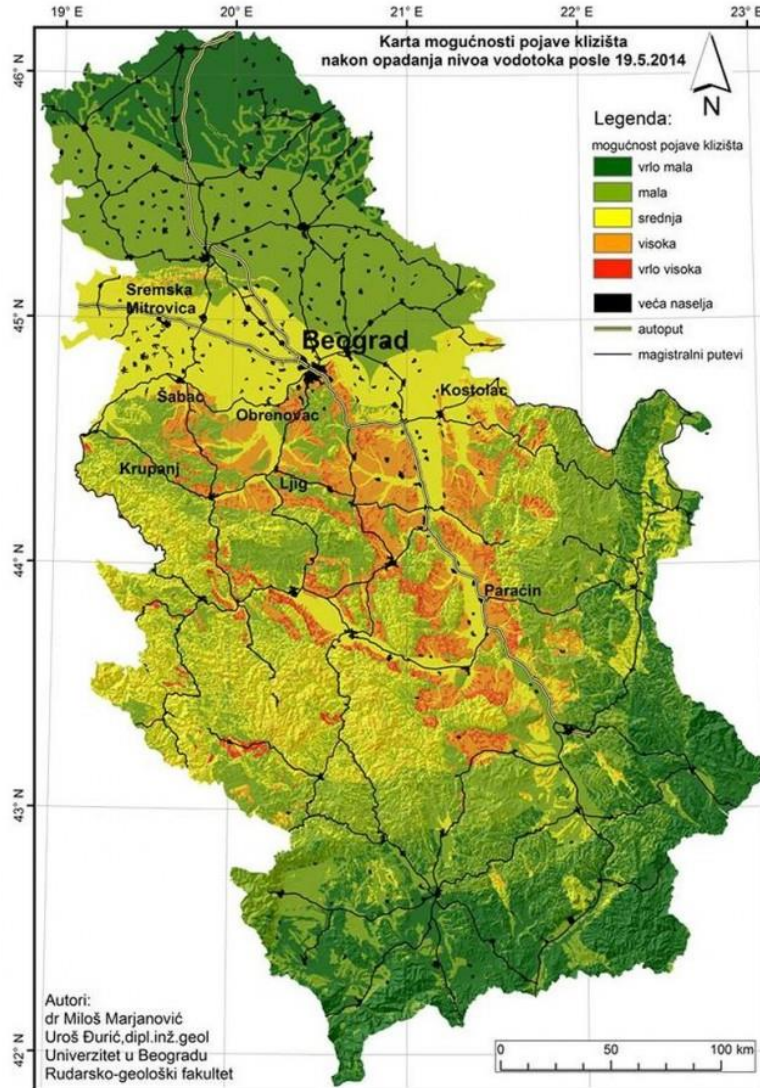 19° E
20° E
21° E
22° E
23° E
Karta mogućnosti pojave klizišta
nakon opadanja nivoa vodotoka posle 19.5.2014
N
Legenda:
mogućnost pojave klizišta
vrlo mala
mala
srednja
visoka
vrlo visoka
veća naselja
autoput
magistralni putevi
46° N
45° N
44° N
43° N
42° N
Sremska
Mitrovica
Beograd
Šabac
Obrenovac
Kostolac
Krupanj
Ljig
Paraćin
Autori:
dr Miloš Marjanović
Uroš Đurić,dipl.inž.geol
Univerzitet u Beogradu
Rudarsko-geološki fakultet
0 50 100 km